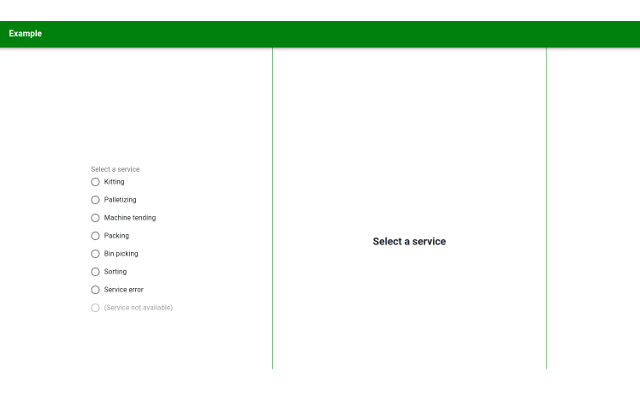 Example
Select a service
Kitting
Palletizing
Machine tending
Packing
Bin picking
Sorting
Service error
(Service not available)
Select a service